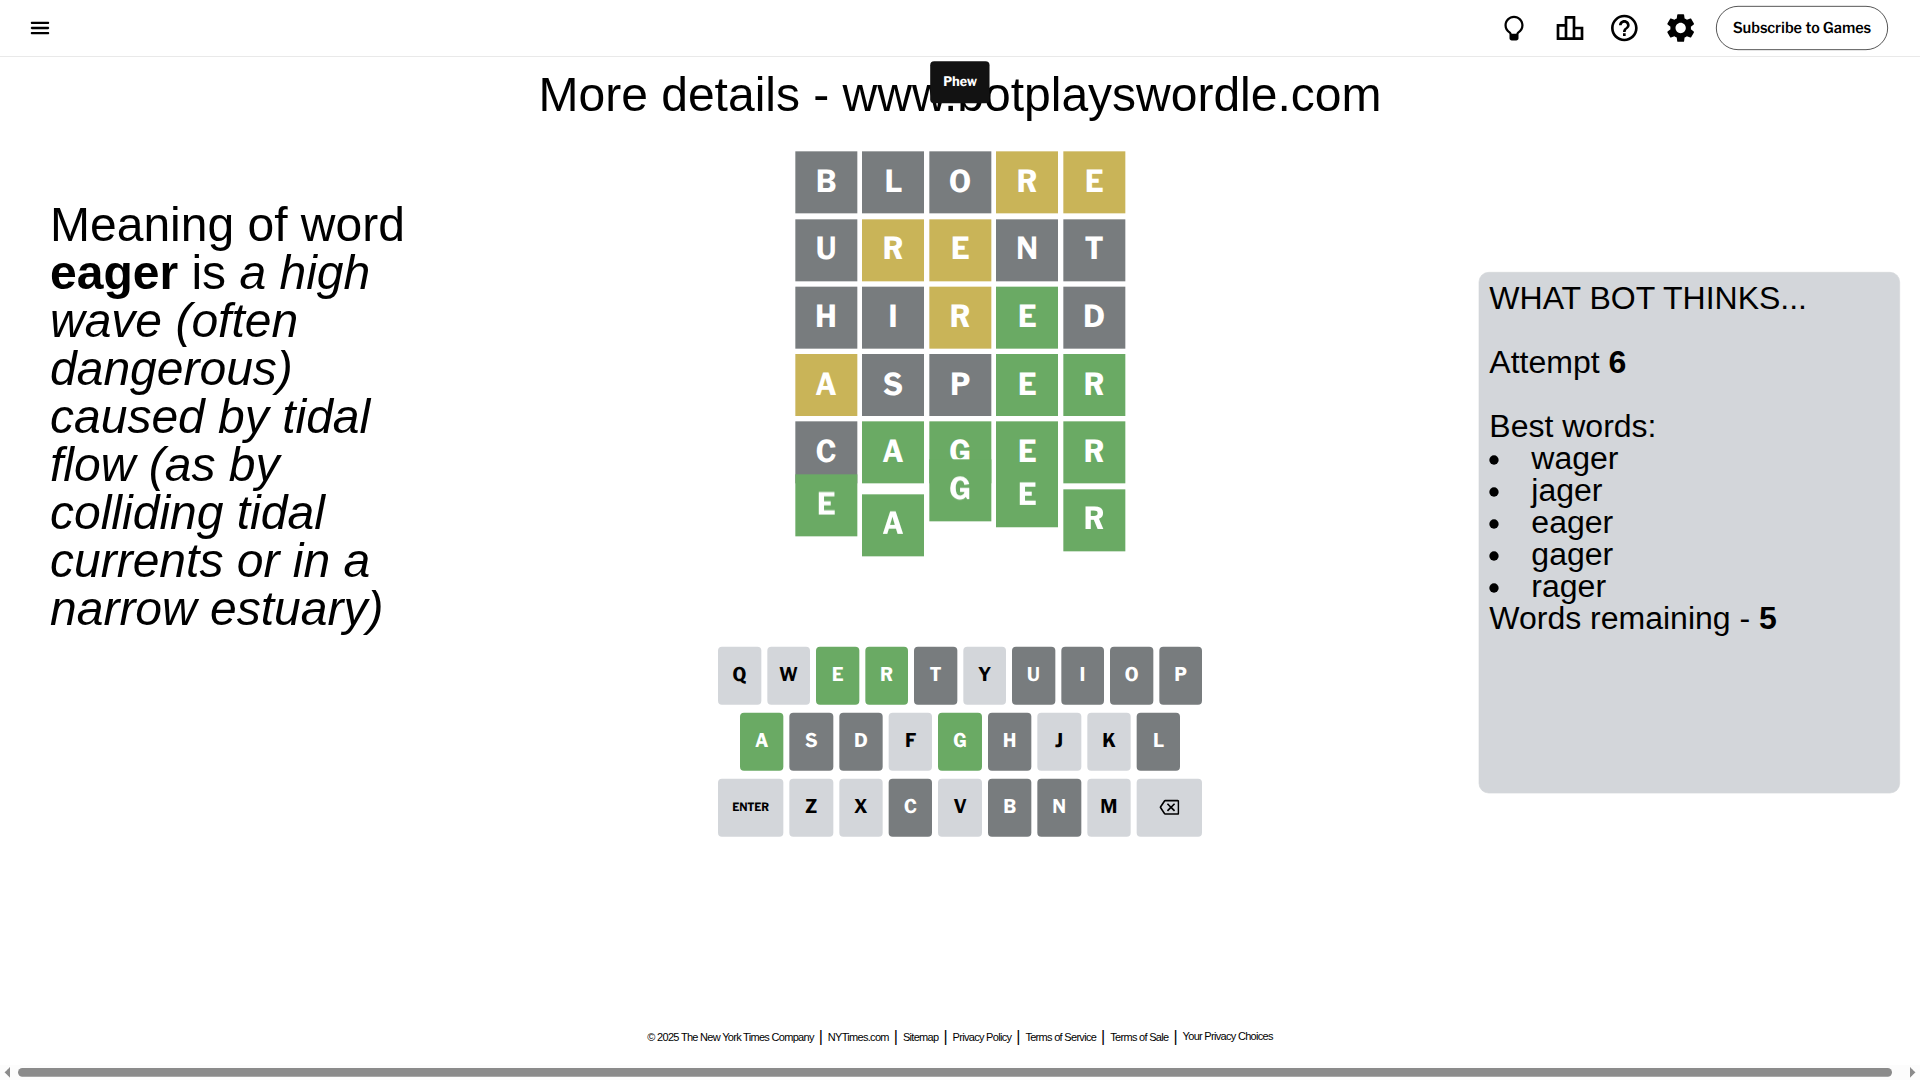 Subscribe to Games
Phew
More details - www.botplayswordle.com
Meaning of word
eager is a high
wave (often
dangerous)
caused by tidal
flow (as by
colliding tidal
currents or in a
narrow estuary)
B L O R E
U R E N T
H I R E D
A S P E R
C A G E R
E A G E R
WHAT BOT THINKS...
Attempt 6
Best words:
• wager
• jager
• eager
• gager
• rager
Words remaining - 5
Q W E R T Y U I O P
A S D F G H J K L
ENTER Z X C V B N M
© 2025 The New York Times Company | NYTimes.com | Sitemap | Privacy Policy | Terms of Service | Terms of Sale | Your Privacy Choices